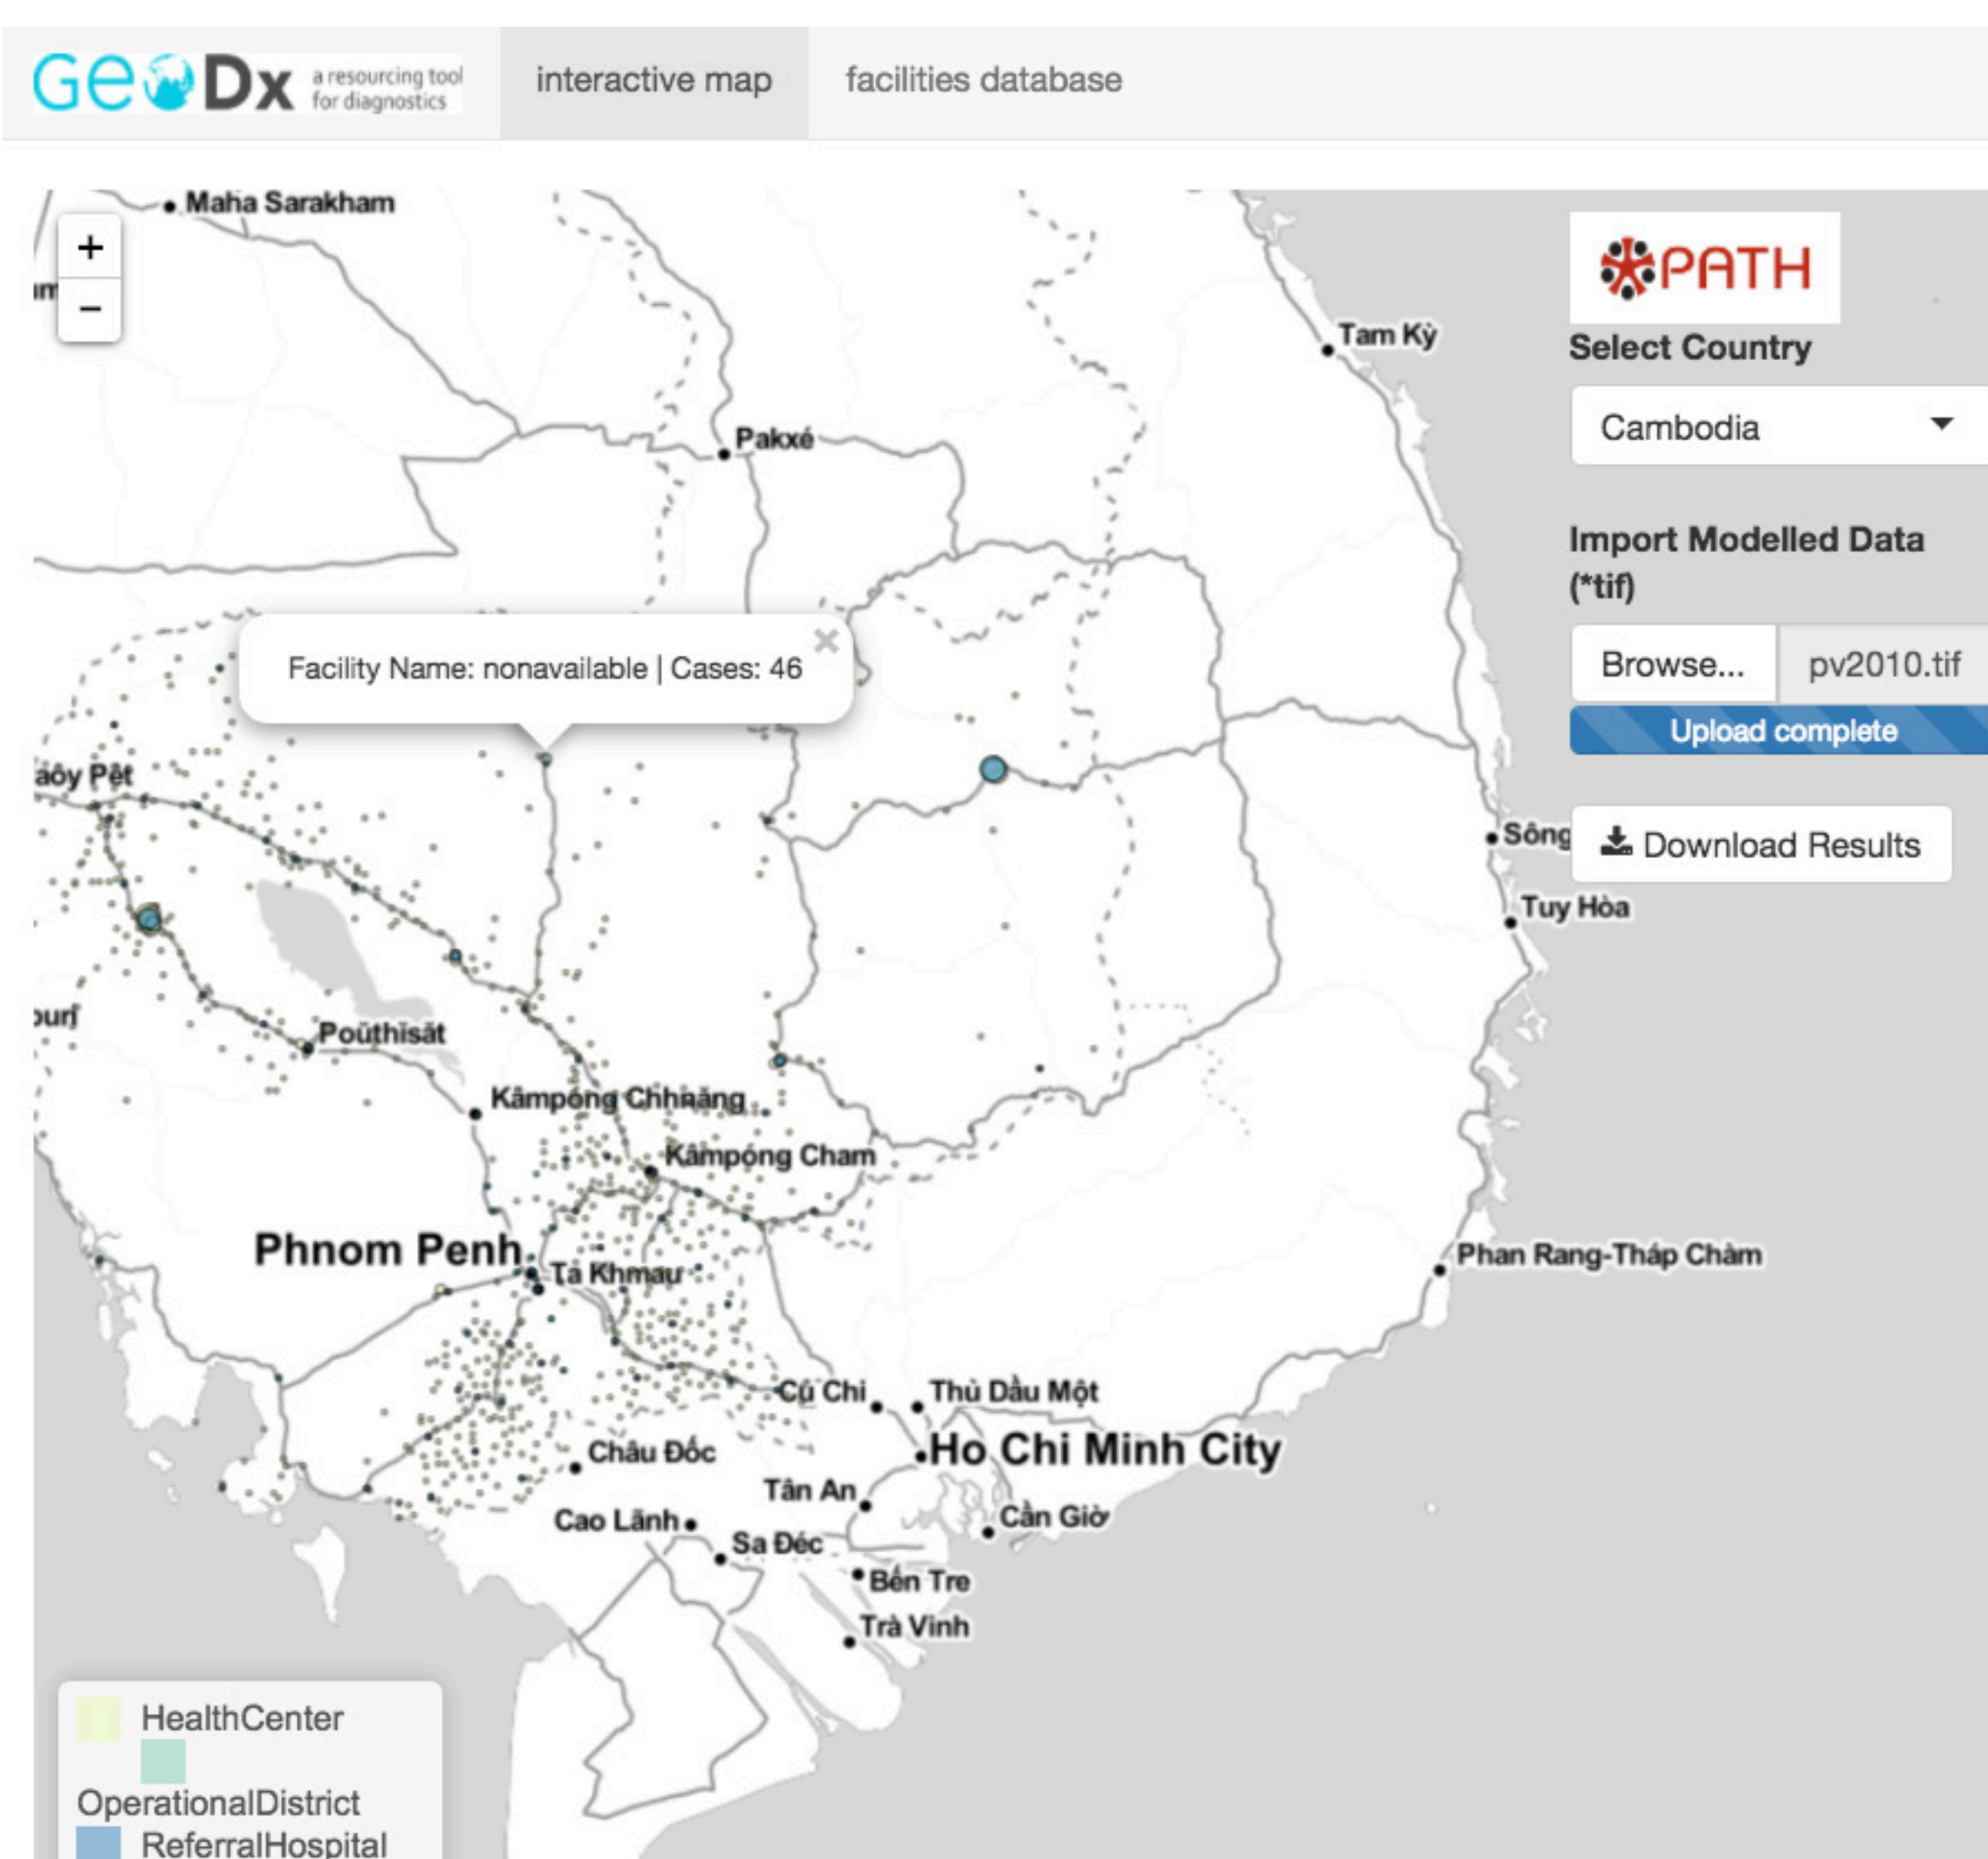 GeoDx a resourcing tool
for diagnostics
interactive map
facilities database
Maha Sarakham
+
−
Tam Kỳ
Pakxé
PATH
Select Country
Cambodia
Import Modelled Data
(*tif)
Browse...
pv2010.tif
Upload complete
Download Results
Facility Name: nonavailable | Cases: 46
×
Sông
Tuy Hòa
Poŭthĭsăt
Kâmpóng Chhnăng
Kâmpóng Cham
Phnom Penh
Ta Khmau
Phan Rang-Tháp Chàm
Củ Chi
Thủ Dầu Một
Ho Chi Minh City
Châu Đốc
Tân An
Cần Giờ
Cao Lãnh
Sa Đéc
Bến Tre
Trà Vinh
HealthCenter
OperationalDistrict
ReferralHospital